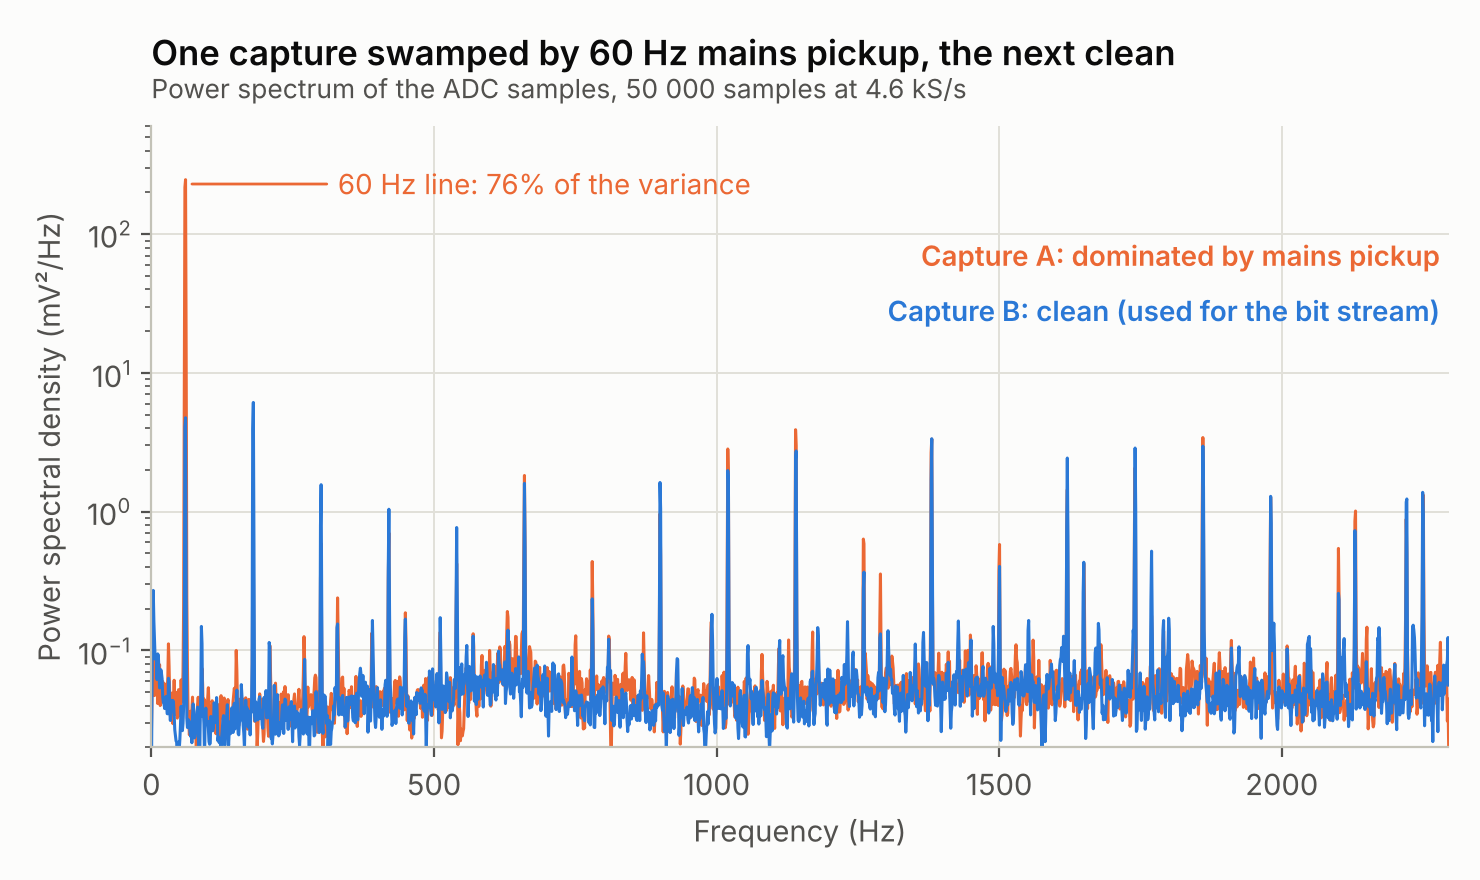 One capture swamped by 60 Hz mains pickup, the next clean
Power spectrum of the ADC samples, 50 000 samples at 4.6 kS/s
60 Hz line: 76% of the variance
Capture A: dominated by mains pickup
Capture B: clean (used for the bit stream)
Power spectral density (mV²/Hz)
10²
10¹
10⁰
10⁻¹
0 500 1000 1500 2000
Frequency (Hz)